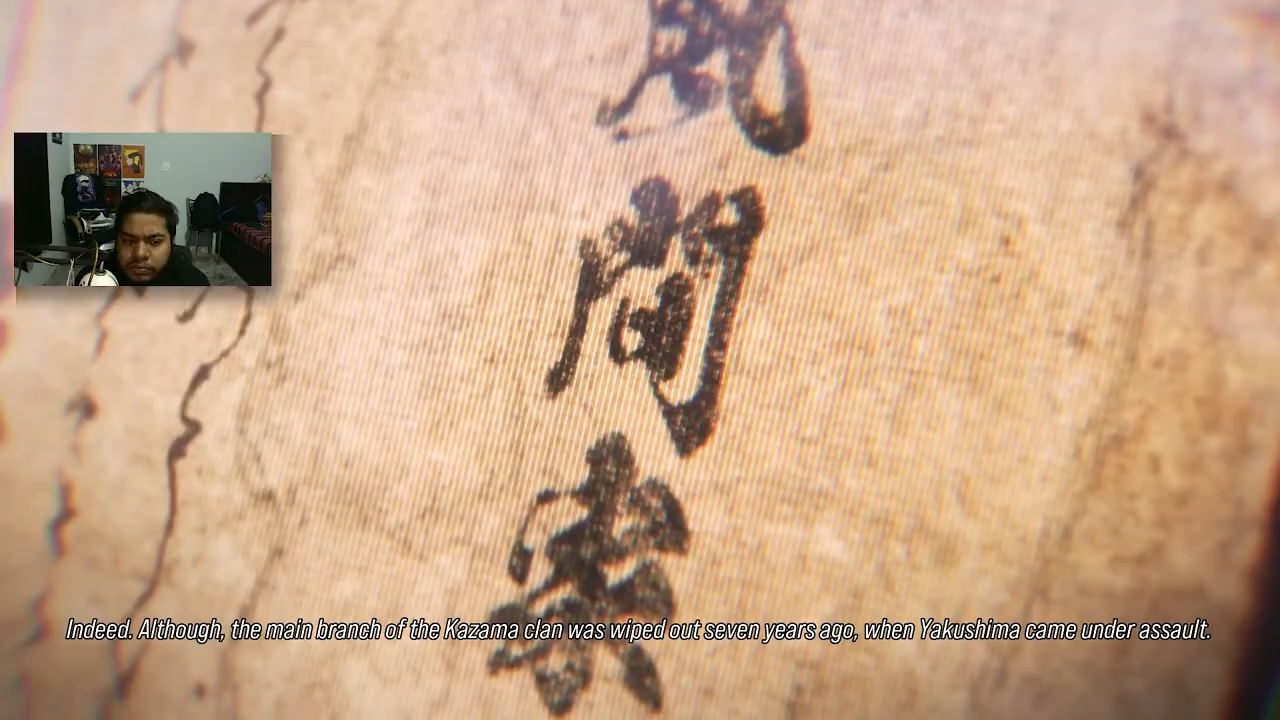 風間家
Indeed. Although, the main branch of the Kazama clan was wiped out seven years ago, when Yakushima came under assault.